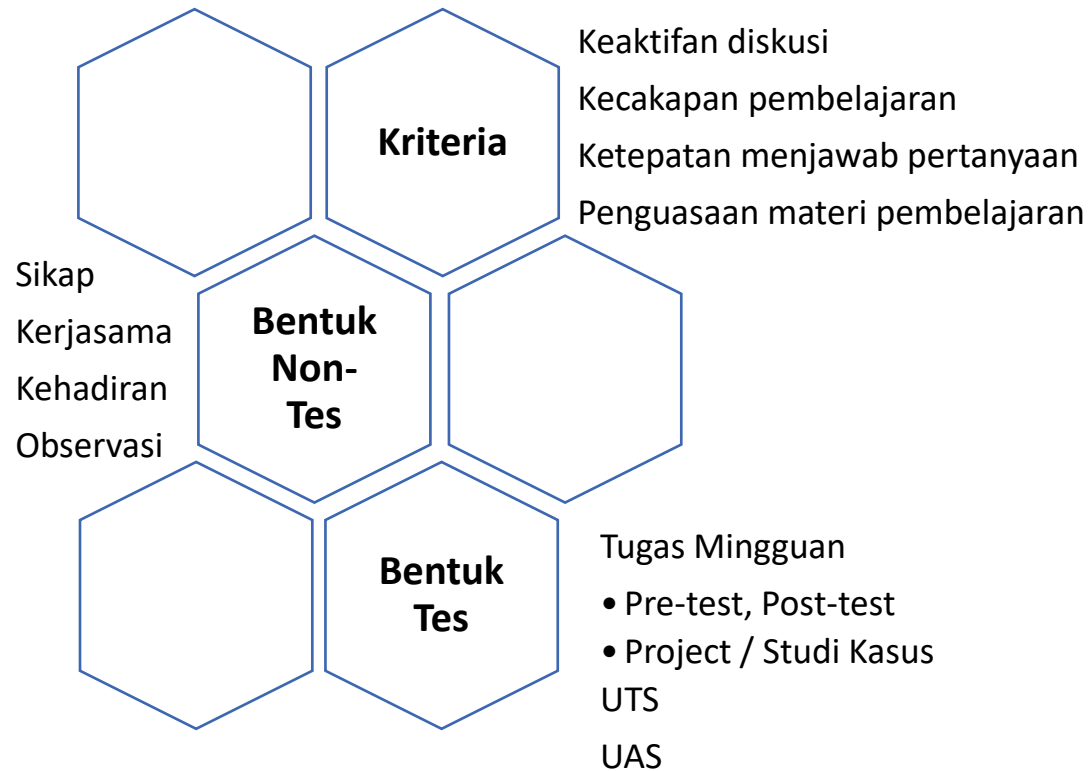 Kriteria
Keaktifan diskusi
Kecakapan pembelajaran
Ketepatan menjawab pertanyaan
Penguasaan materi pembelajaran
Bentuk
Non-
Tes
Sikap
Kerjasama
Kehadiran
Observasi
Bentuk
Tes
Tugas Mingguan
• Pre-test, Post-test
• Project / Studi Kasus
UTS
UAS